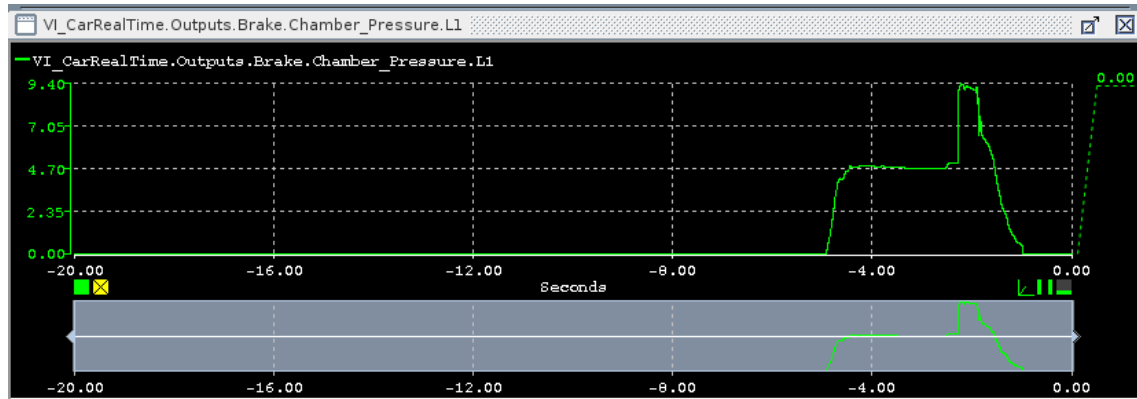 VI_CarRealTime.Outputs.Brake.Chamber_Pressure.L1
VI_CarRealTime.Outputs.Brake.Chamber_Pressure.L1
9.40
0.00
7.05
4.70
2.35
0.00
-20.00 -16.00 -12.00 -8.00 -4.00 0.00
Seconds
-20.00 -16.00 -12.00 -8.00 -4.00 0.00